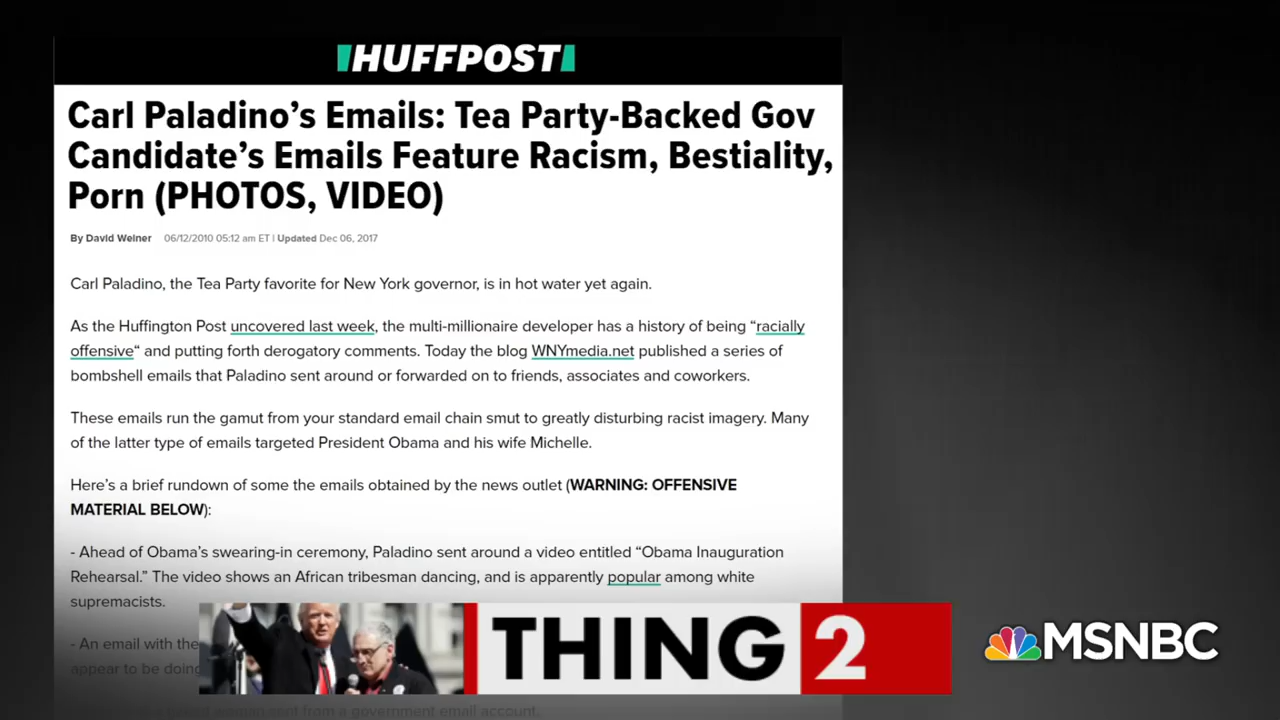 HUFFPOST
Carl Paladino's Emails: Tea Party-Backed Gov
Candidate's Emails Feature Racism, Bestiality,
Porn (PHOTOS, VIDEO)
By David Weiner 06/12/2010 05:12 am ET | Updated Dec 06, 2017
Carl Paladino, the Tea Party favorite for New York governor, is in hot water yet again.
As the Huffington Post uncovered last week, the multi-millionaire developer has a history of being “racially
offensive“ and putting forth derogatory comments. Today the blog WNYmedia.net published a series of
bombshell emails that Paladino sent around or forwarded on to friends, associates and coworkers.
These emails run the gamut from your standard email chain smut to greatly disturbing racist imagery. Many
of the latter type of emails targeted President Obama and his wife Michelle.
Here's a brief rundown of some the emails obtained by the news outlet (WARNING: OFFENSIVE
MATERIAL BELOW):
- Ahead of Obama's swearing-in ceremony, Paladino sent around a video entitled “Obama Inauguration
Rehearsal.” The video shows an African tribesman dancing, and is apparently popular among white
supremacists.
- An email with the
appear to be doing
sent from a government email account.
THING 2
MSNBC